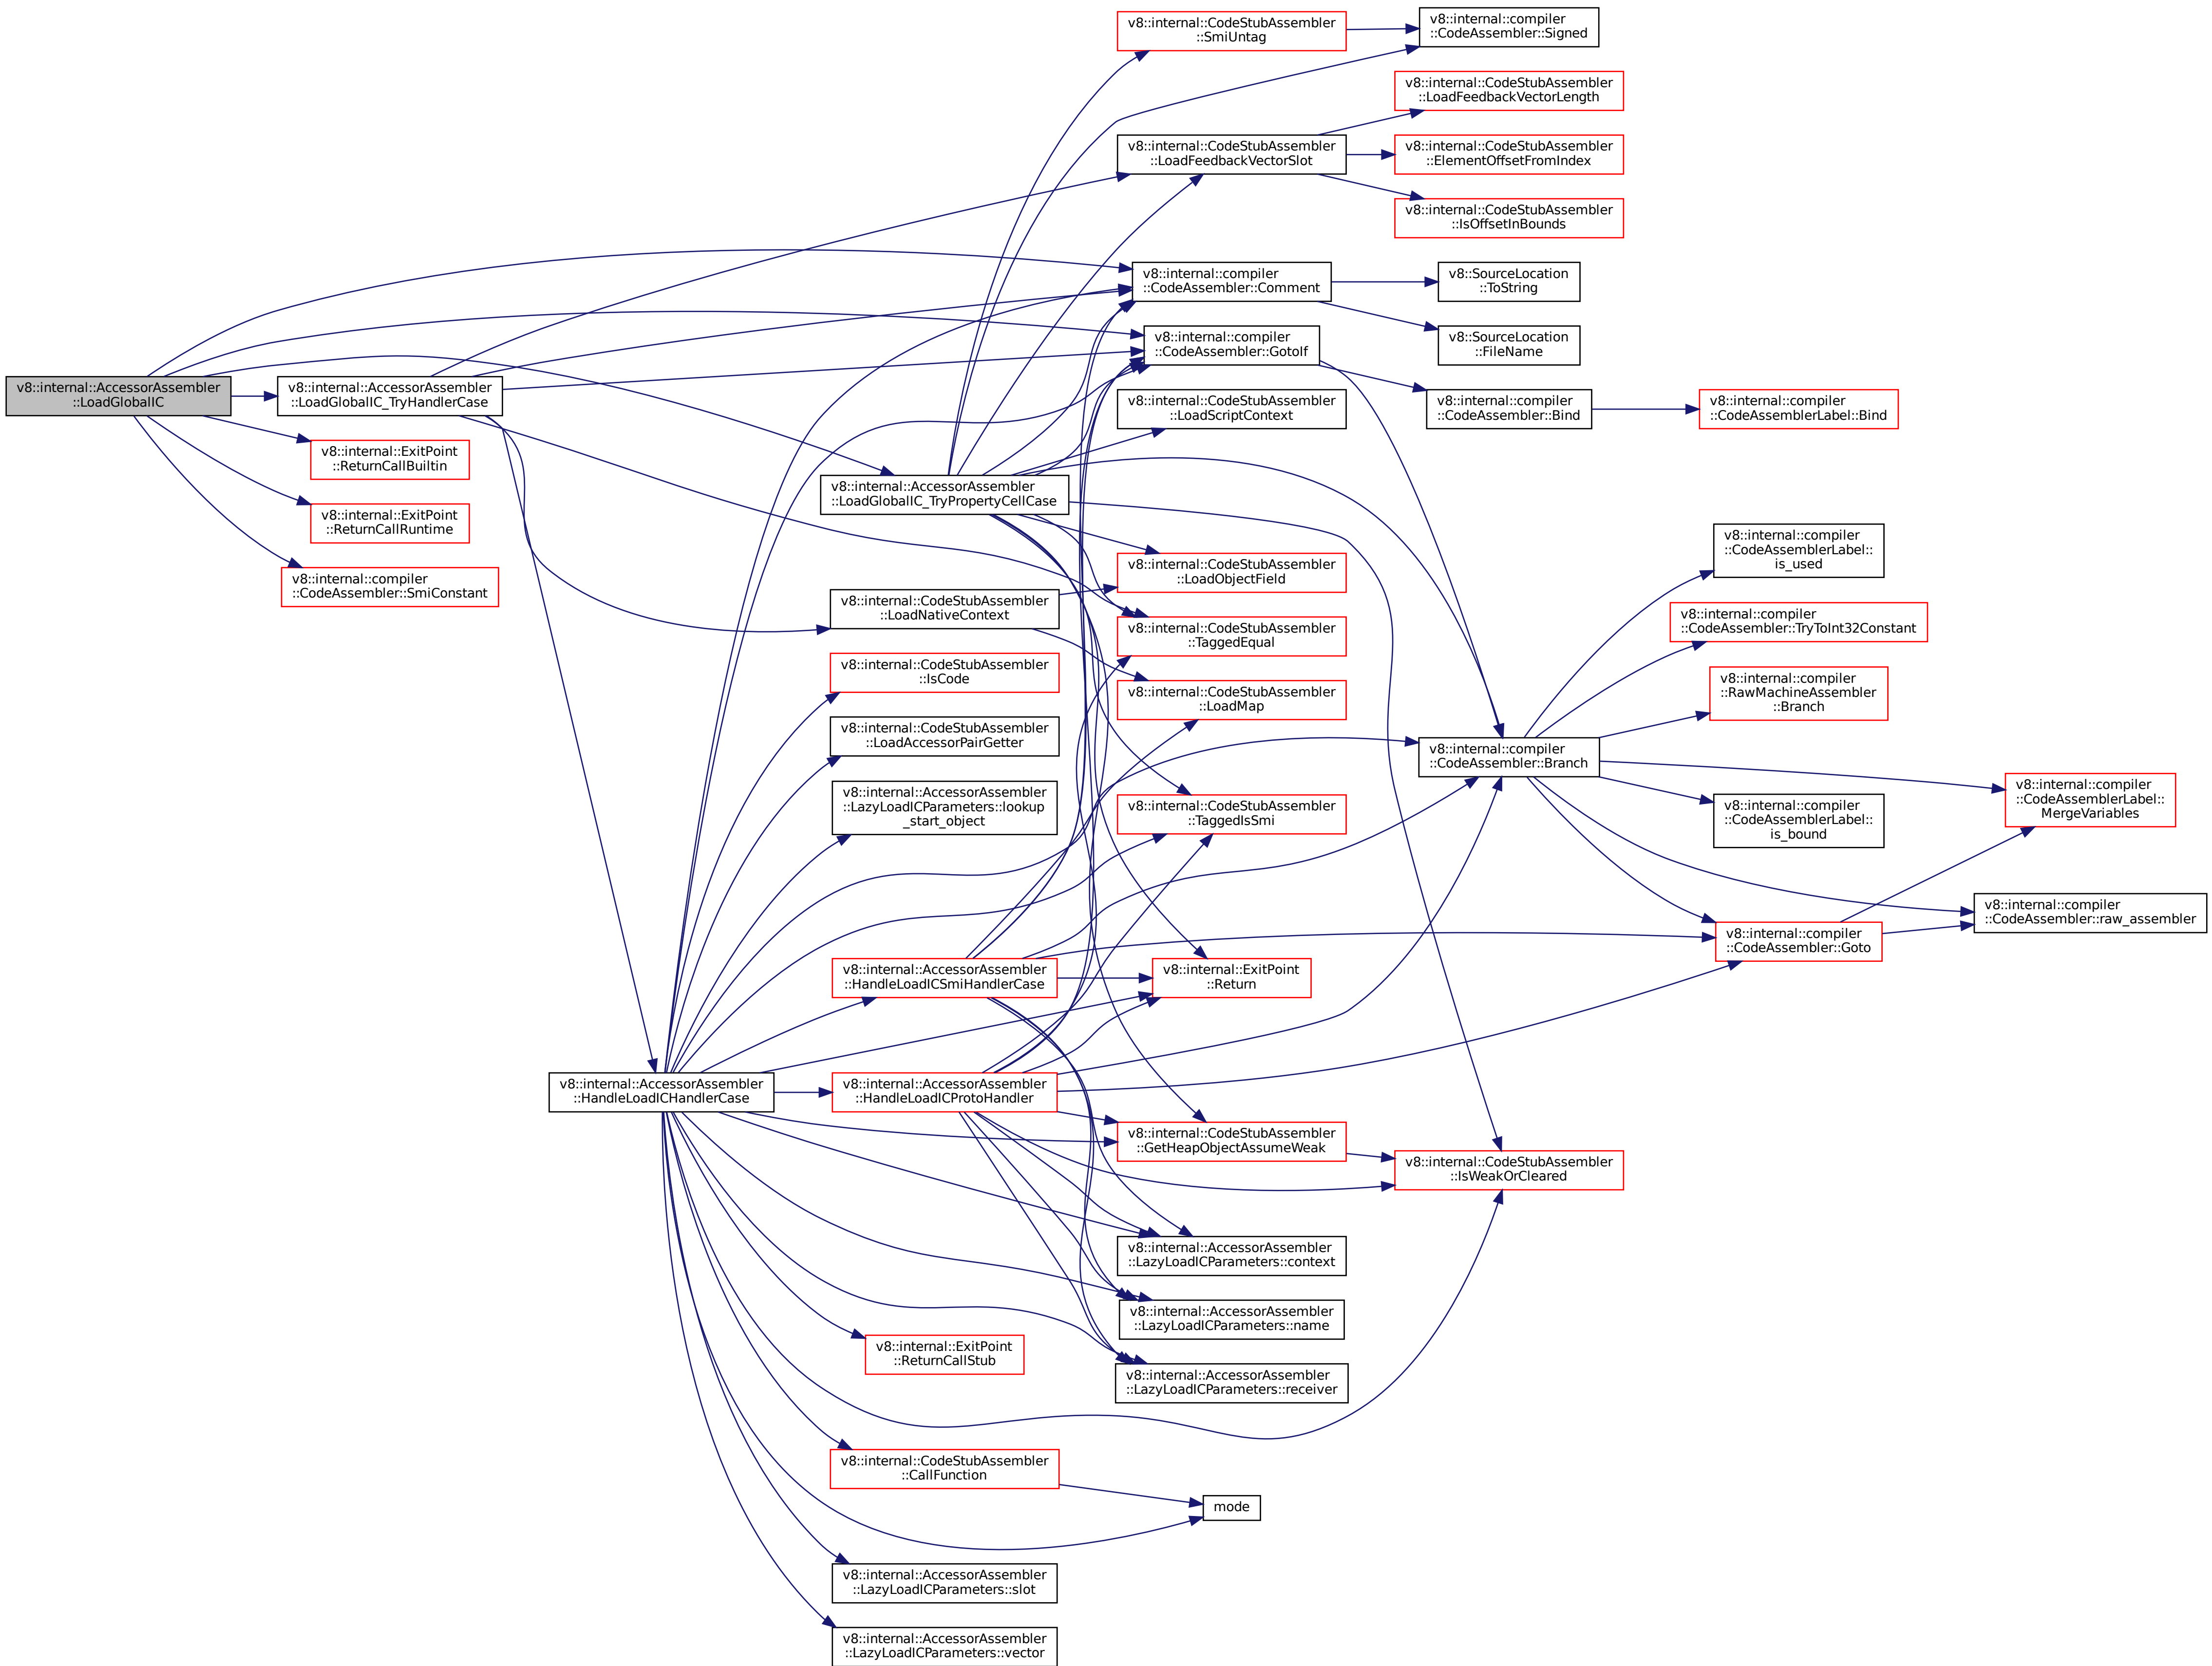 v8::internal::AccessorAssembler
::LoadGlobalIC
v8::internal::AccessorAssembler
::LoadGlobalIC_TryHandlerCase
v8::internal::ExitPoint
::ReturnCallBuiltin
v8::internal::ExitPoint
::ReturnCallRuntime
v8::internal::compiler
::CodeAssembler::SmiConstant
v8::internal::AccessorAssembler
::HandleLoadICHandlerCase
v8::internal::AccessorAssembler
::LoadGlobalIC_TryPropertyCellCase
v8::internal::CodeStubAssembler
::LoadNativeContext
v8::internal::CodeStubAssembler
::IsCode
v8::internal::CodeStubAssembler
::LoadAccessorPairGetter
v8::internal::AccessorAssembler
::LazyLoadICParameters::lookup
_start_object
v8::internal::AccessorAssembler
::HandleLoadICSmiHandlerCase
v8::internal::AccessorAssembler
::HandleLoadICProtoHandler
v8::internal::ExitPoint
::ReturnCallStub
v8::internal::CodeStubAssembler
::CallFunction
v8::internal::AccessorAssembler
::LazyLoadICParameters::slot
v8::internal::AccessorAssembler
::LazyLoadICParameters::vector
v8::internal::CodeStubAssembler
::SmiUntag
v8::internal::CodeStubAssembler
::LoadFeedbackVectorSlot
v8::internal::compiler
::CodeAssembler::Comment
v8::internal::compiler
::CodeAssembler::GotoIf
v8::internal::CodeStubAssembler
::LoadScriptContext
v8::internal::CodeStubAssembler
::LoadObjectField
v8::internal::CodeStubAssembler
::TaggedEqual
v8::internal::CodeStubAssembler
::LoadMap
v8::internal::CodeStubAssembler
::TaggedIsSmi
v8::internal::ExitPoint
::Return
v8::internal::CodeStubAssembler
::GetHeapObjectAssumeWeak
v8::internal::AccessorAssembler
::LazyLoadICParameters::context
v8::internal::AccessorAssembler
::LazyLoadICParameters::name
v8::internal::AccessorAssembler
::LazyLoadICParameters::receiver
mode
v8::internal::compiler
::CodeAssembler::Signed
v8::internal::CodeStubAssembler
::LoadFeedbackVectorLength
v8::internal::CodeStubAssembler
::ElementOffsetFromIndex
v8::internal::CodeStubAssembler
::IsOffsetInBounds
v8::SourceLocation
::ToString
v8::SourceLocation
::FileName
v8::internal::compiler
::CodeAssembler::Bind
v8::internal::compiler
::CodeAssembler::Branch
v8::internal::CodeStubAssembler
::IsWeakOrCleared
v8::internal::compiler
::CodeAssemblerLabel::Bind
v8::internal::compiler
::CodeAssemblerLabel::
is_used
v8::internal::compiler
::CodeAssembler::TryToInt32Constant
v8::internal::compiler
::RawMachineAssembler
::Branch
v8::internal::compiler
::CodeAssemblerLabel::
is_bound
v8::internal::compiler
::CodeAssembler::Goto
v8::internal::compiler
::CodeAssemblerLabel::
MergeVariables
v8::internal::compiler
::CodeAssembler::raw_assembler